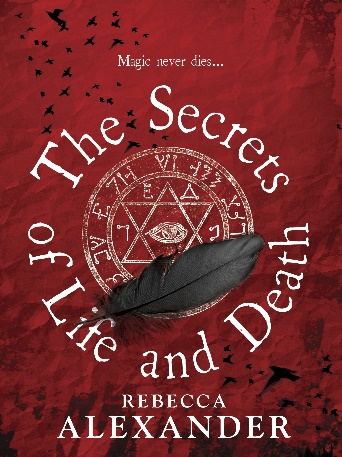 Magic never dies...
The Secrets
of Life and Death
REBECCA
ALEXANDER